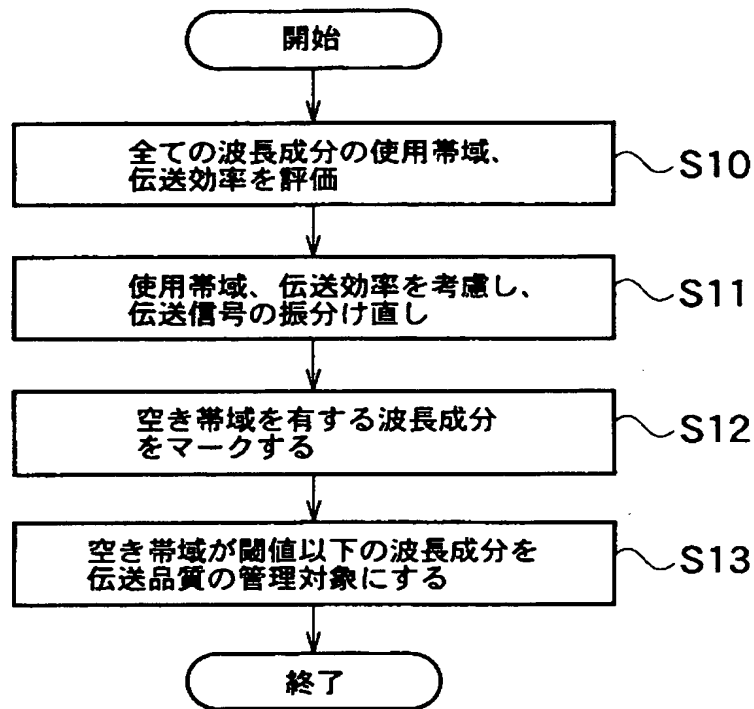 開始
全ての波長成分の使用帯域、
伝送効率を評価
S10
使用帯域、伝送効率を考慮し、
伝送信号の振分け直し
S11
空き帯域を有する波長成分
をマークする
S12
空き帯域が閾値以下の波長成分を
伝送品質の管理対象にする
S13
終了